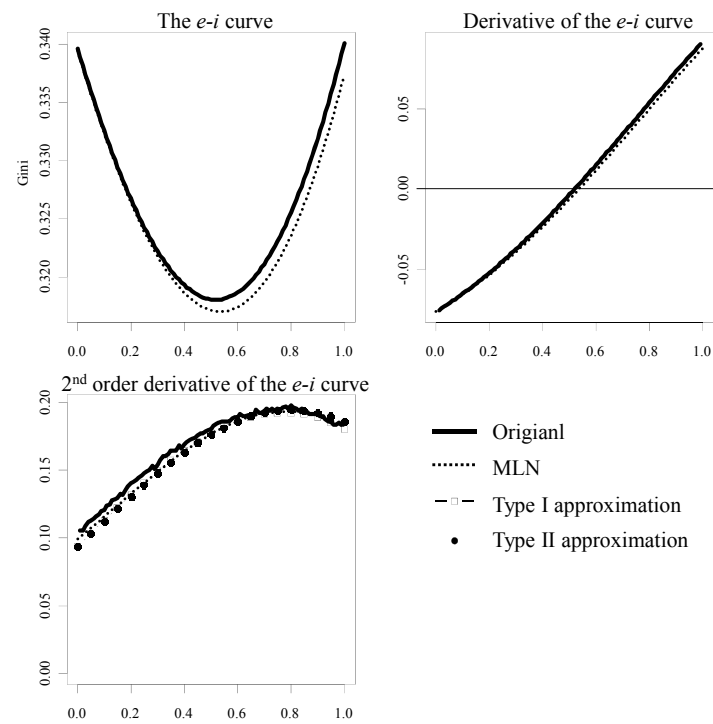 The e-i curve
Derivative of the e-i curve
0.340
0.335
0.330
0.325
0.320
Gini
0.05
0.00
-0.05
0.0 0.2 0.4 0.6 0.8 1.0
0.0 0.2 0.4 0.6 0.8 1.0
2nd order derivative of the e-i curve
0.20
0.15
0.10
0.05
0.00
0.0 0.2 0.4 0.6 0.8 1.0
Origianl
MLN
Type I approximation
Type II approximation